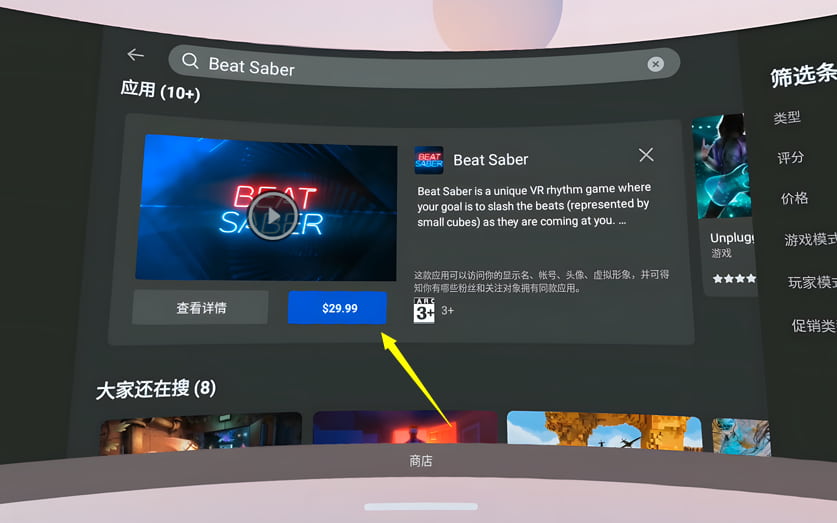 Beat Saber
应用 (10+)
筛选条
类型
评分
价格
游戏模式
玩家模
促销类
BEAT
SABER
BEAT
SABER
Beat Saber
Beat Saber is a unique VR rhythm game where
your goal is to slash the beats (represented by
small cubes) as they are coming at you. ...
这款应用可以访问你的显示名、帐号、头像、虚拟形象，并可得
知你有哪些粉丝和关注对象拥有同款应用。
查看详情
$29.99
3+
3+
Unplugg
游戏
大家还在搜 (8)
商店